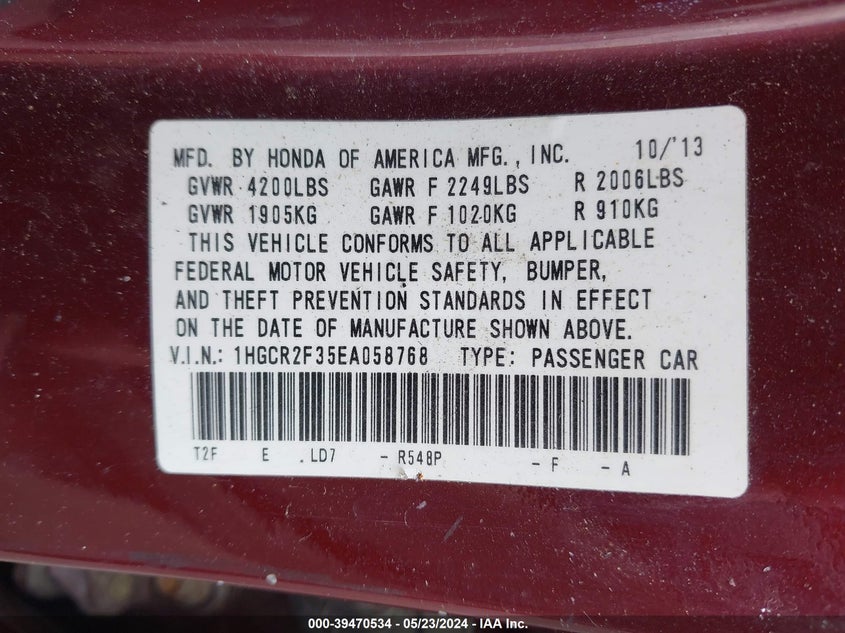 MFD. BY HONDA OF AMERICA MFG., INC. 10/'13
GVWR 4200LBS GAWR F 2249LBS R 2006LBS
GVWR 1905KG GAWR F 1020KG R 910KG
THIS VEHICLE CONFORMS TO ALL APPLICABLE
FEDERAL MOTOR VEHICLE SAFETY, BUMPER,
AND THEFT PREVENTION STANDARDS IN EFFECT
ON THE DATE OF MANUFACTURE SHOWN ABOVE.
V.I.N.: 1HGCR2F35EA058768 TYPE: PASSENGER CAR
T2F E .LD7 - R548P - F - A
000-39470534 - 05/23/2024 - IAA Inc.